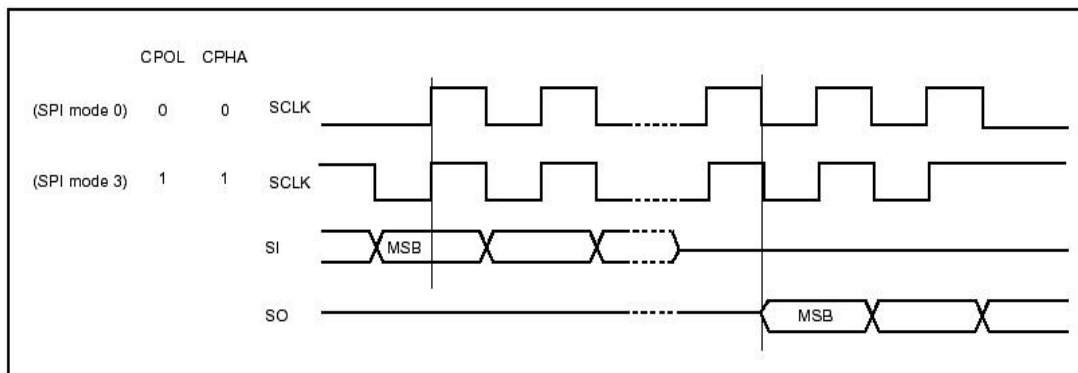 CPOL CPHA
(SPI mode 0) 0 0 SCLK
(SPI mode 3) 1 1 SCLK
SI MSB
SO MSB